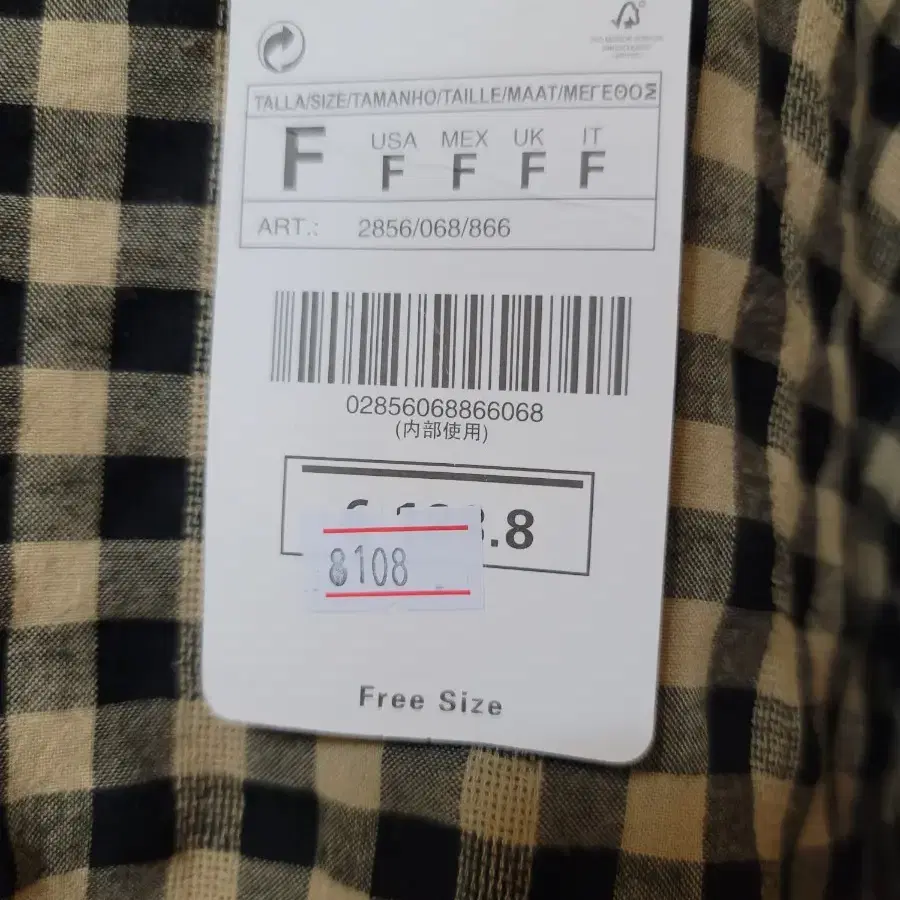 TALLA/SIZE/TAMANHO/TAILLE/MAAT/ΜΕΓΕΘΟΣ
F USA MEX UK IT
F F F F
ART.: 2856/068/866
02856068866068
(内部使用)
.8
8108
Free Size